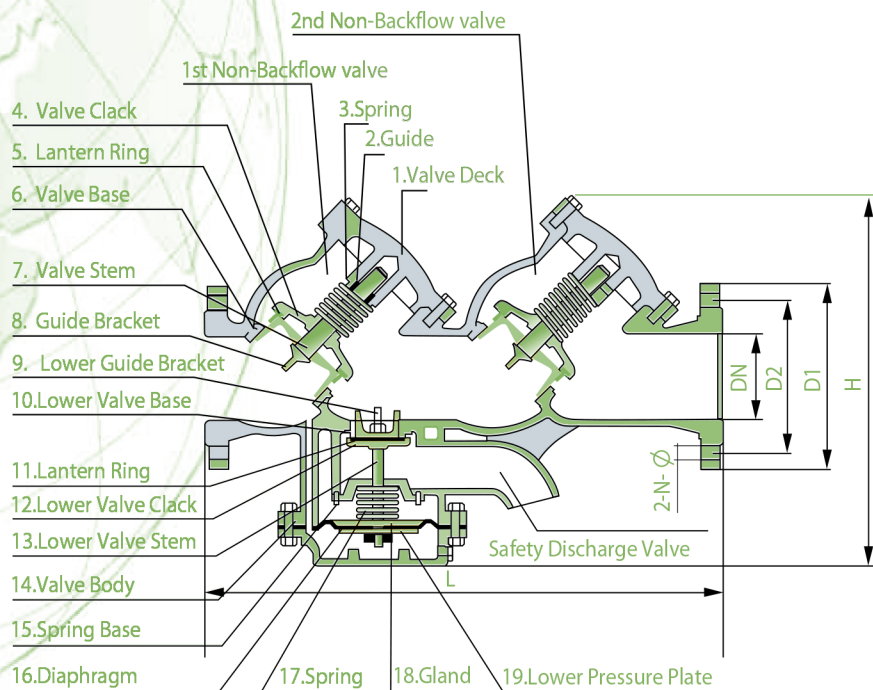 2nd Non-Backflow valve
1st Non-Backflow valve
3.Spring
4. Valve Clack
2.Guide
5. Lantern Ring
1.Valve Deck
6. Valve Base
7. Valve Stem
8. Guide Bracket
9. Lower Guide Bracket
10.Lower Valve Base
DN
D2
D1
H
11.Lantern Ring
2-N-Ø
12.Lower Valve Clack
13.Lower Valve Stem
Safety Discharge Valve
14.Valve Body
L
15.Spring Base
16.Diaphragm
17.Spring
18.Gland
19.Lower Pressure Plate